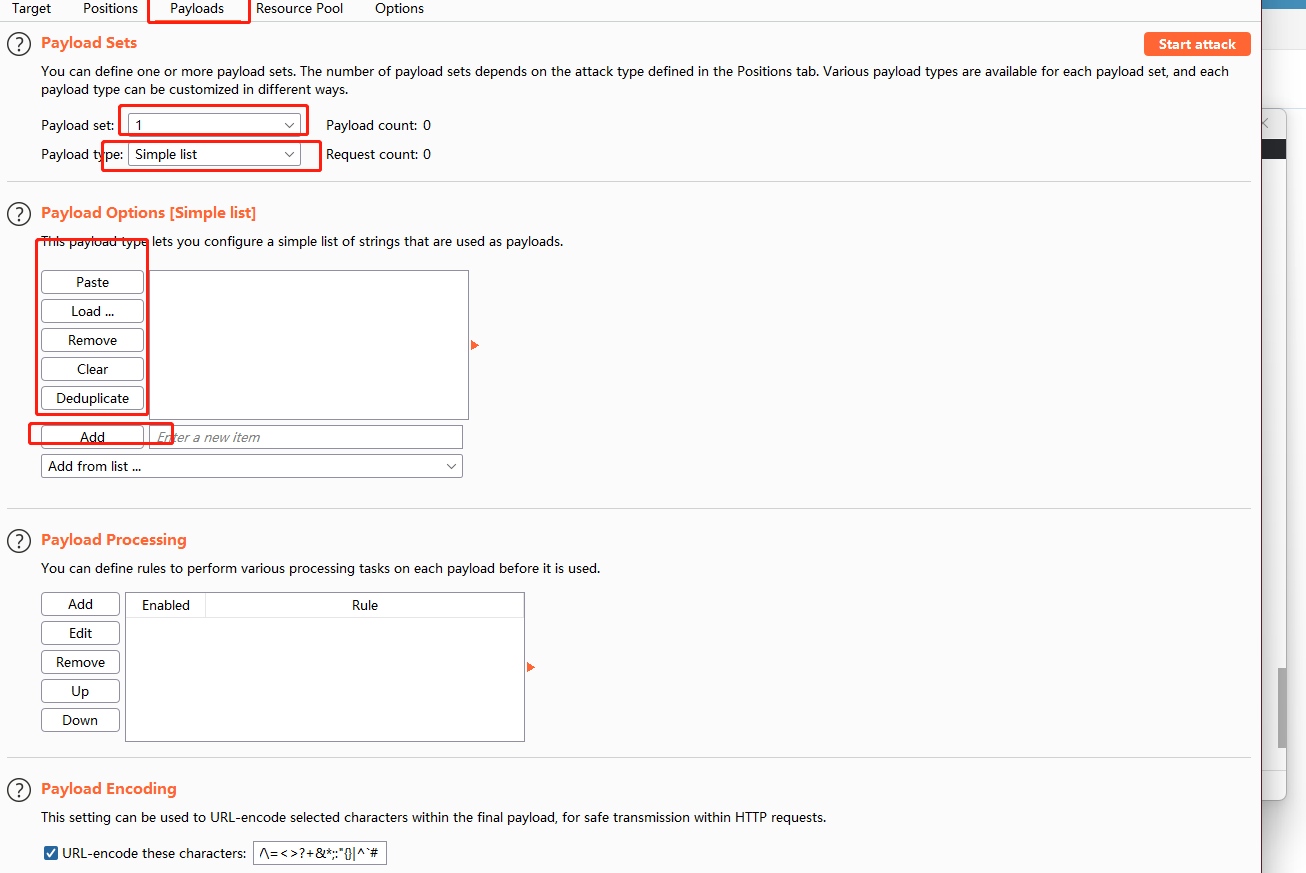 Target Positions Payloads Resource Pool Options
? Payload Sets Start attack
You can define one or more payload sets. The number of payload sets depends on the attack type defined in the Positions tab. Various payload types are available for each payload set, and each
payload type can be customized in different ways.
Payload set: 1 Payload count: 0
Payload type: Simple list Request count: 0
? Payload Options [Simple list]
This payload type lets you configure a simple list of strings that are used as payloads.
Paste
Load ...
Remove
Clear
Deduplicate
Add Enter a new item
Add from list ...
? Payload Processing
You can define rules to perform various processing tasks on each payload before it is used.
Add Enabled Rule
Edit
Remove
Up
Down
? Payload Encoding
This setting can be used to URL-encode selected characters within the final payload, for safe transmission within HTTP requests.
URL-encode these characters: /\=<>?+&*;:"{}|^`#